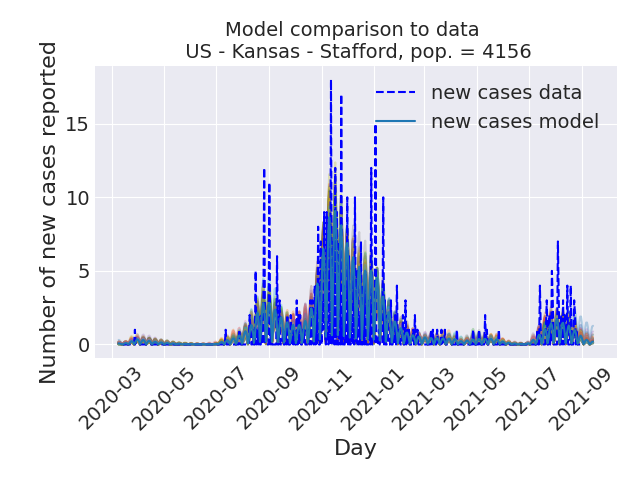 Model comparison to data
US - Kansas - Stafford, pop. = 4156
Number of new cases reported
new cases data
new cases model
15
10
5
0
2020-03
2020-05
2020-07
2020-09
2020-11
2021-01
2021-03
2021-05
2021-07
2021-09
Day